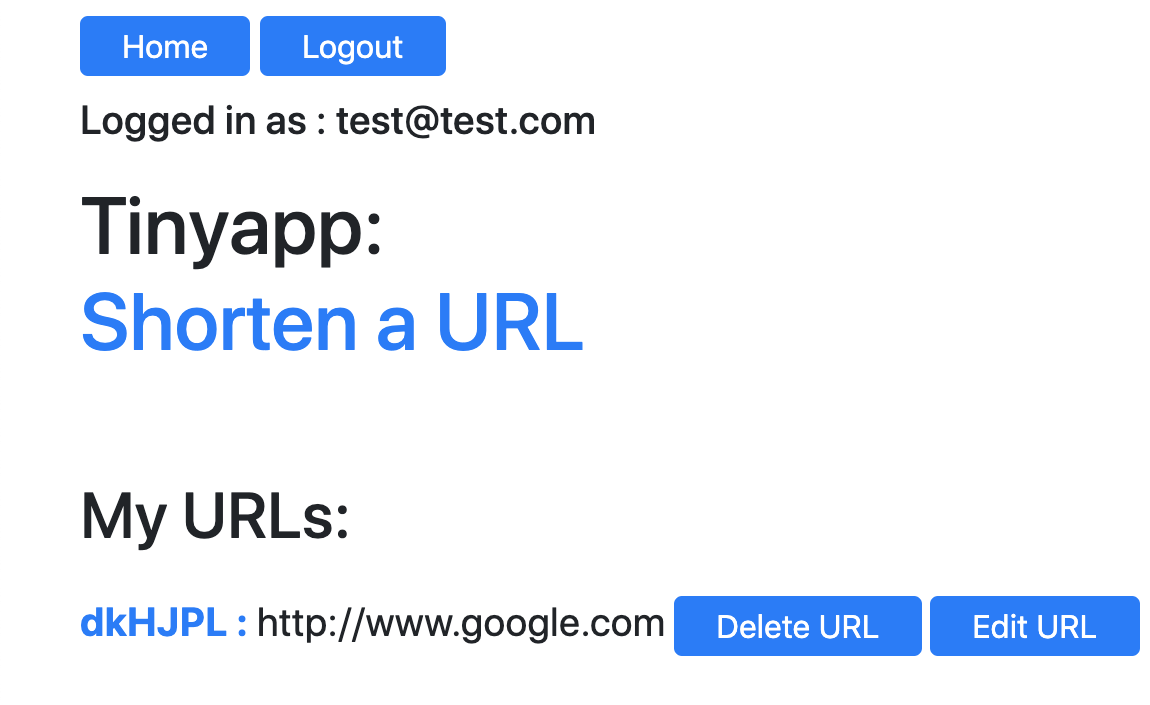 Home Logout
Logged in as : test@test.com
Tinyapp:
Shorten a URL
My URLs:
dkHJPL : http://www.google.com Delete URL Edit URL